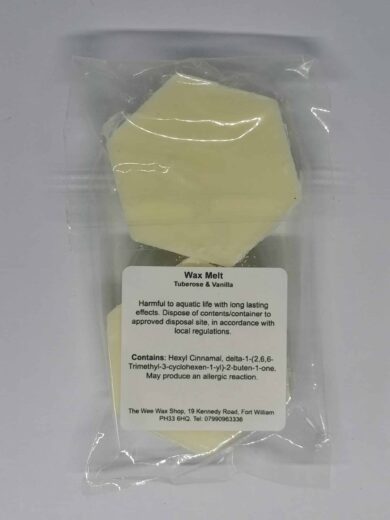 Wax Melt
Tuberose & Vanilla
Harmful to aquatic life with long lasting
effects. Dispose of contents/container to
approved disposal site, in accordance with
local regulations.
Contains: Hexyl Cinnamal, delta-1-(2,6,6-
Trimethyl-3-cyclohexen-1-yl)-2-buten-1-one.
May produce an allergic reaction.
The Wee Wax Shop, 19 Kennedy Road, Fort William
PH33 6HQ. Tel: 07990963336